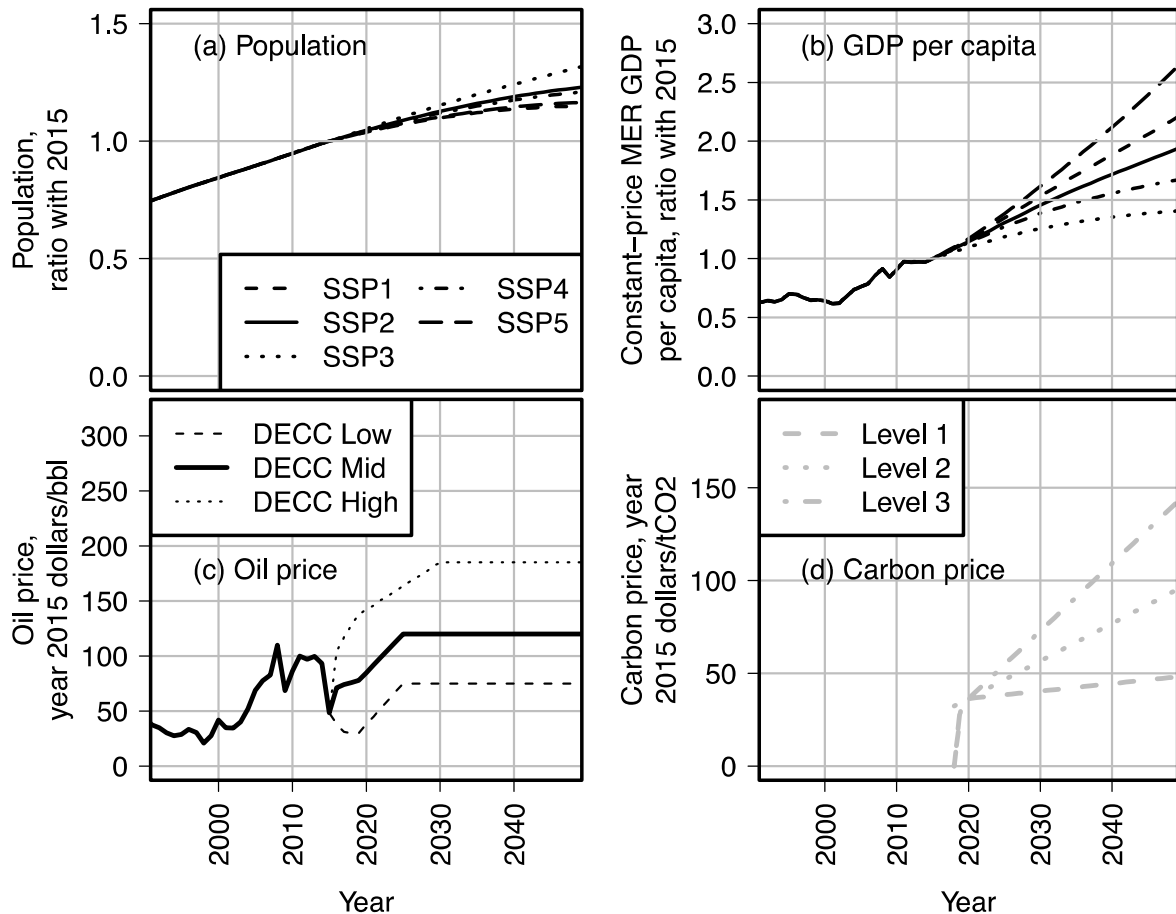 (a) Population
Population,
ratio with 2015
1.5
1.0
0.5
0.0
SSP1
SSP2
SSP3
SSP4
SSP5
(b) GDP per capita
Constant−price MER GDP
per capita, ratio with 2015
3.0
2.5
2.0
1.5
1.0
0.5
0.0
DECC Low
DECC Mid
DECC High
(c) Oil price
Oil price,
year 2015 dollars/bbl
300
250
200
150
100
50
0
2000
2010
2020
2030
2040
Year
Level 1
Level 2
Level 3
(d) Carbon price
Carbon price, year
2015 dollars/tCO2
150
100
50
0
2000
2010
2020
2030
2040
Year